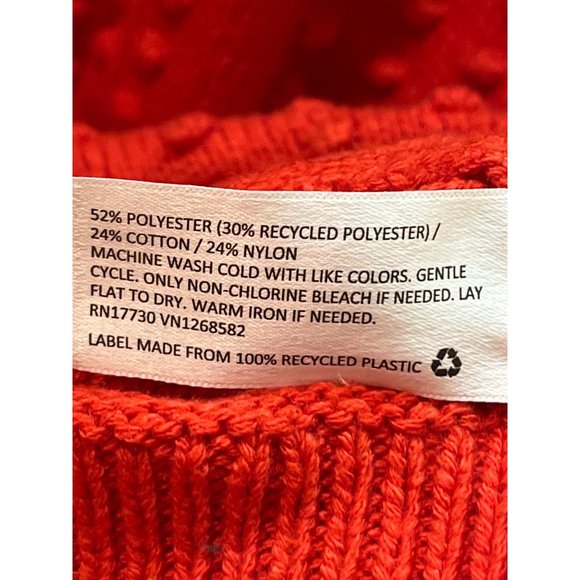 52% POLYESTER (30% RECYCLED POLYESTER) /
24% COTTON / 24% NYLON
MACHINE WASH COLD WITH LIKE COLORS. GENTLE
CYCLE. ONLY NON-CHLORINE BLEACH IF NEEDED. LAY
FLAT TO DRY. WARM IRON IF NEEDED.
RN17730 VN1268582
LABEL MADE FROM 100% RECYCLED PLASTIC